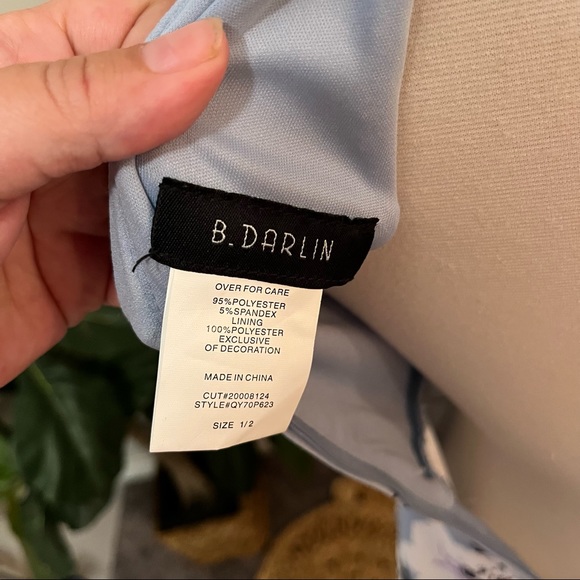 B. DARLIN
OVER FOR CARE
95%POLYESTER
5%SPANDEX
LINING
100%POLYESTER
EXCLUSIVE
OF DECORATION
MADE IN CHINA
CUT#20008124
STYLE#QY70P623
SIZE 1/2